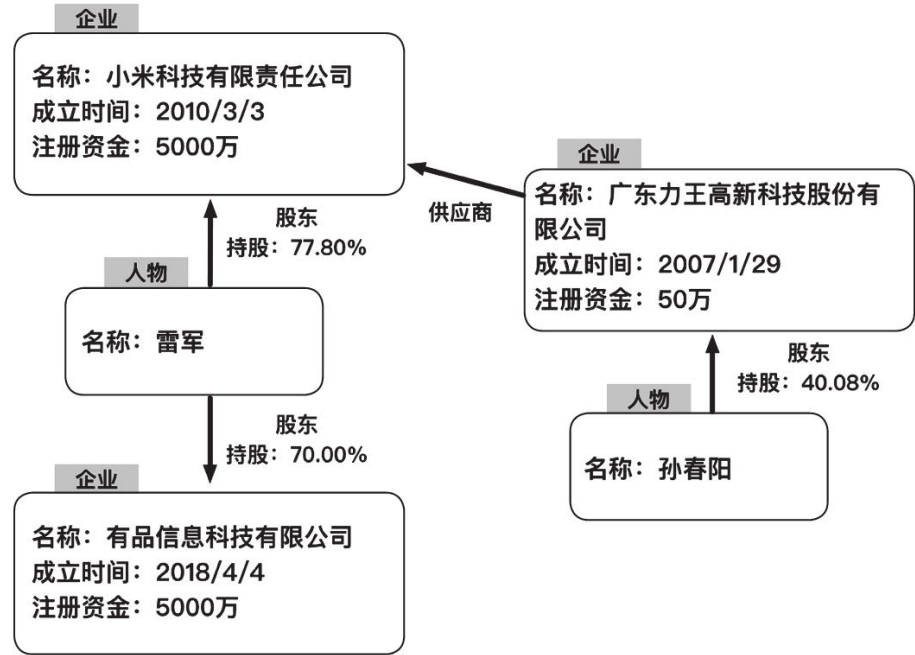 企业
名称：小米科技有限责任公司
成立时间：2010/3/3
注册资金：5000万
股东
持股：77.80%
人物
名称：雷军
股东
持股：70.00%
企业
名称：有品信息科技有限公司
成立时间：2018/4/4
注册资金：5000万
供应商
企业
名称：广东力王高新科技股份有
限公司
成立时间：2007/1/29
注册资金：50万
股东
持股：40.08%
人物
名称：孙春阳